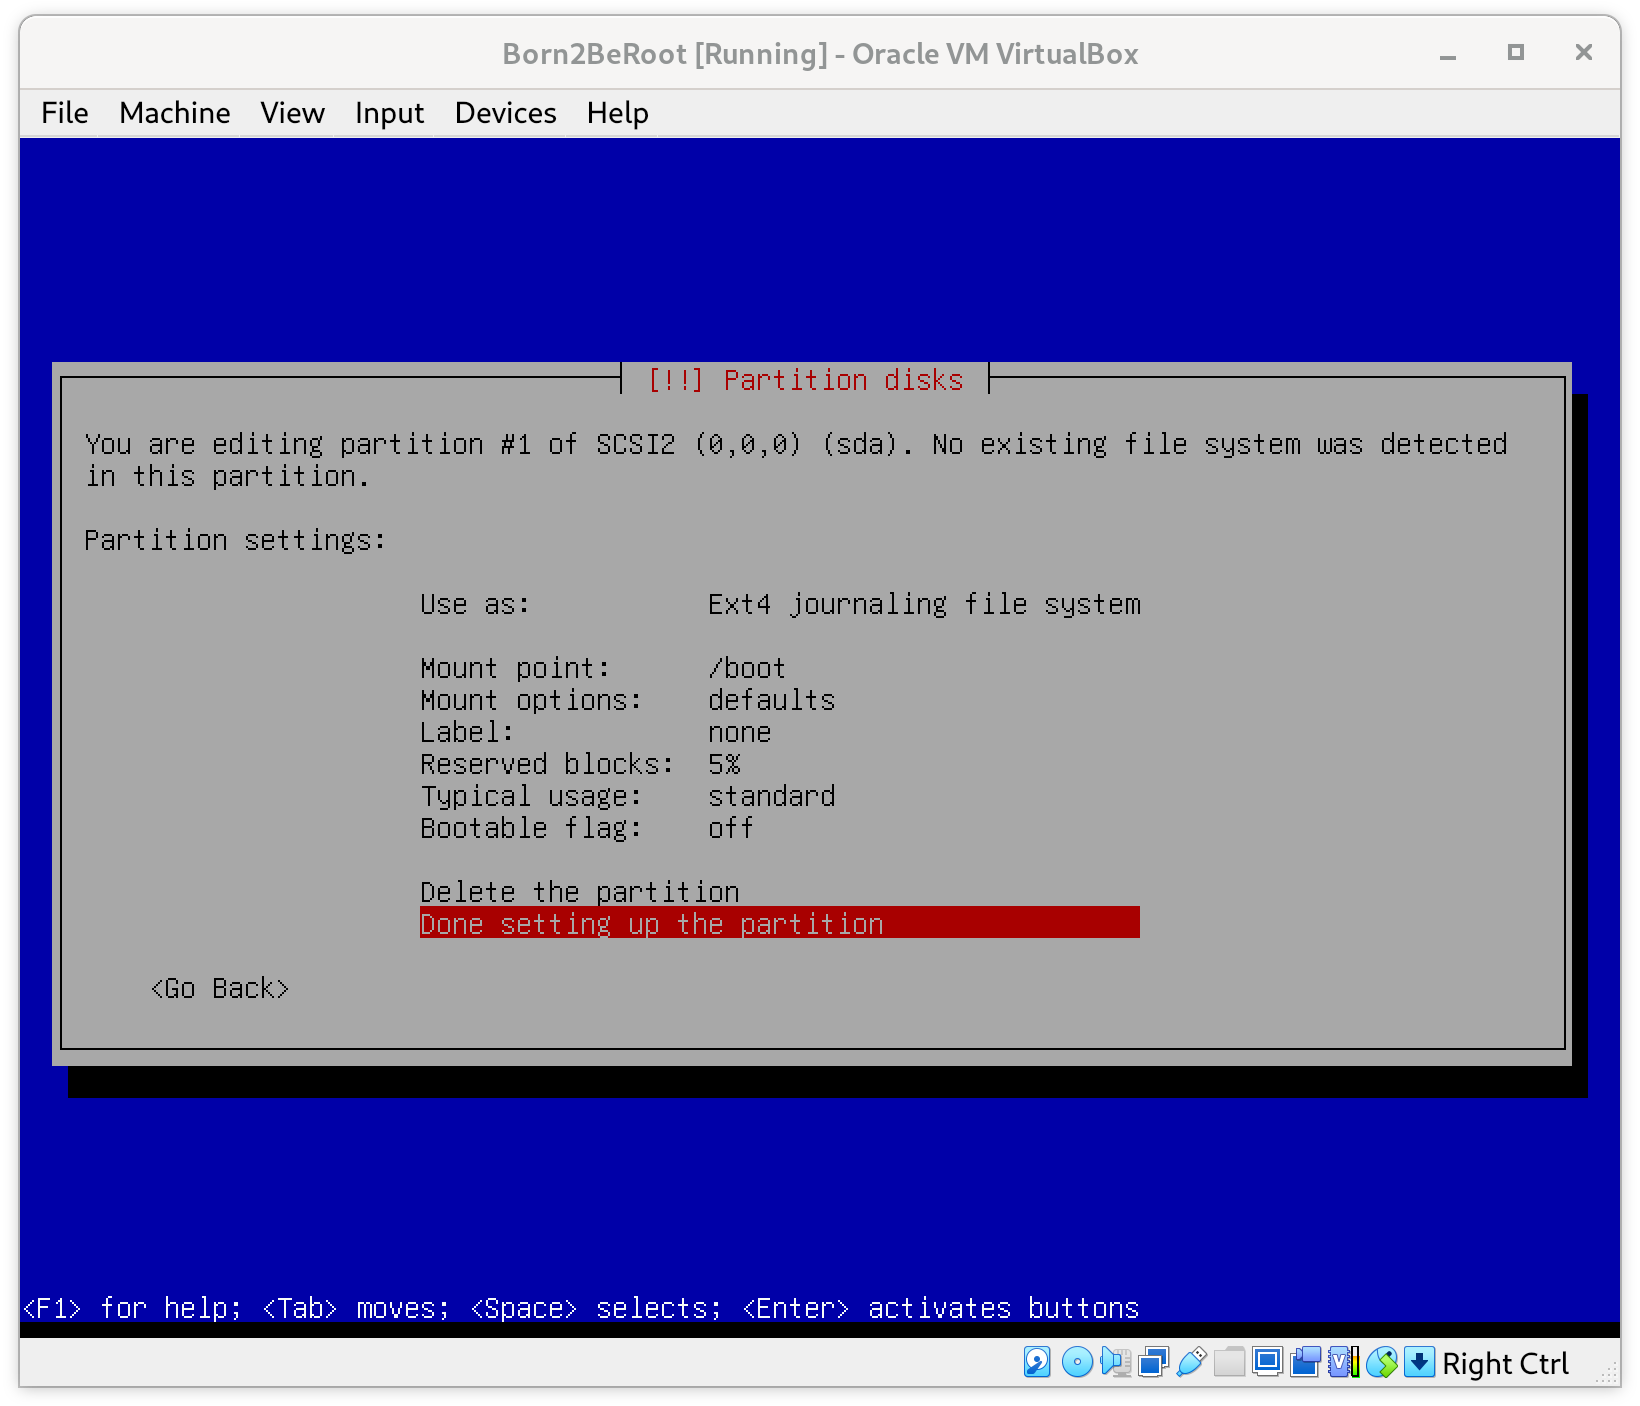 Born2BeRoot [Running] - Oracle VM VirtualBox
File Machine View Input Devices Help
[!!] Partition disks
You are editing partition #1 of SCSI2 (0,0,0) (sda). No existing file system was detected
in this partition.
Partition settings:
Use as: Ext4 journaling file system
Mount point: /boot
Mount options: defaults
Label: none
Reserved blocks: 5%
Typical usage: standard
Bootable flag: off
Delete the partition
Done setting up the partition
<Go Back>
<F1> for help; <Tab> moves; <Space> selects; <Enter> activates buttons
Right Ctrl